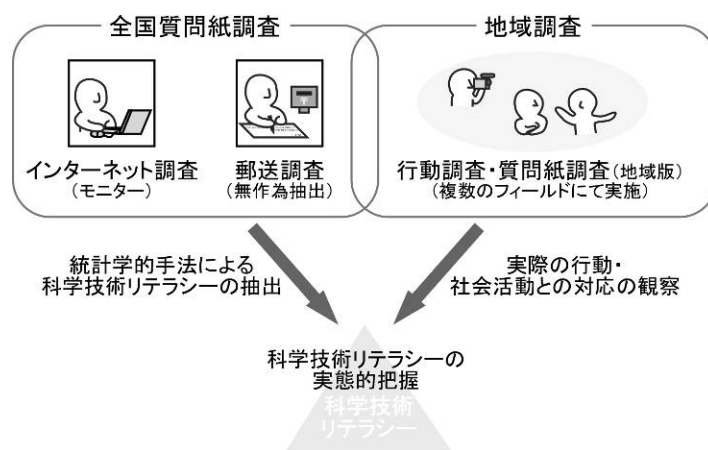 全国質問紙調査
地域調査
インターネット調査
(モニター)
郵送調査
(無作為抽出)
行動調査・質問紙調査(地域版)
(複数のフィールドにて実施)
統計学的手法による
科学技術リテラシーの抽出
実際の行動・
社会活動との対応の観察
科学技術リテラシーの
実態的把握
科学技術
リテラシー